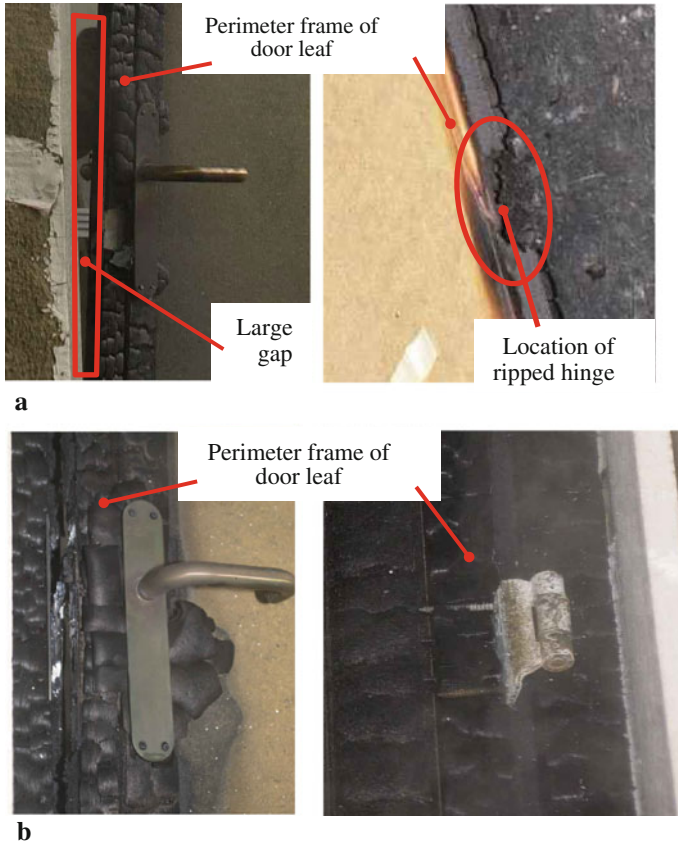 Perimeter frame of
door leaf
Large
gap
Location of
ripped hinge
a
Perimeter frame of
door leaf
b